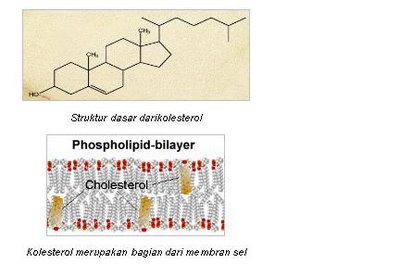 CH₃
CH₃
HO
Struktur dasar darikolesterol
Phospholipid-bilayer
Cholesterol
Kolesterol merupakan bagian dari membran sel